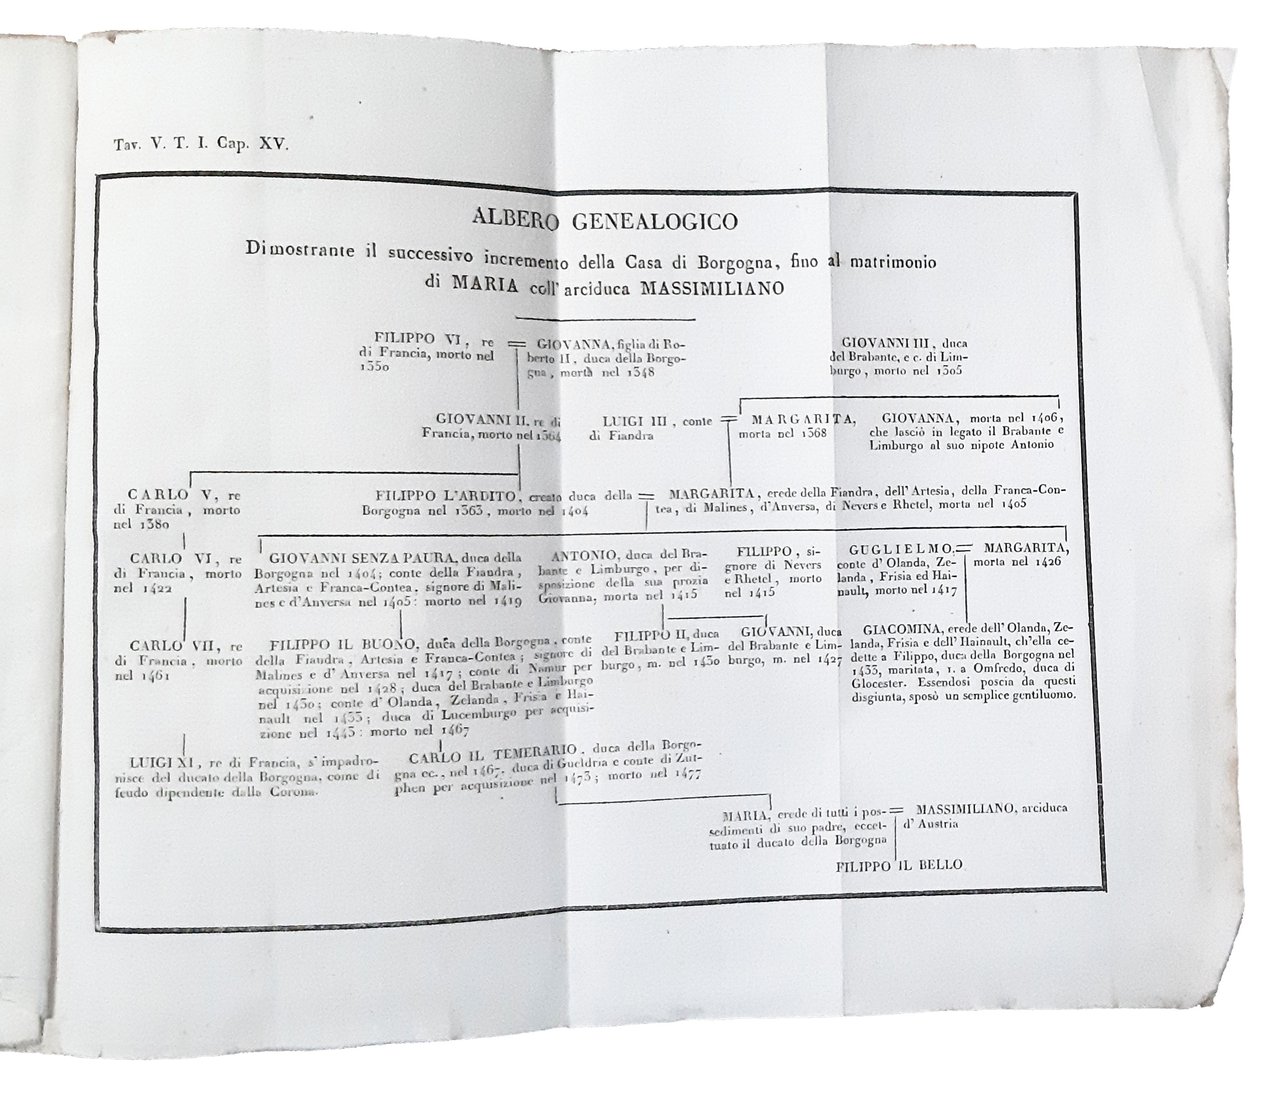 Tav. V. T. I. Cap. XV.
ALBERO GENEALOGICO
Dimostrante il successivo incremento della Casa di Borgogna, fino al matrimonio
di MARIA coll' arciduca MASSIMILIANO
FILIPPO VI, re
di Francia, morto nel
1350
=
GIOVANNA, figlia di Ro-
berto II, duca della Borgo-
gna, morta nel 1348
GIOVANNI III, duca
del Brabante, e c. di Lim-
burgo, morto nel 1305
GIOVANNI II, re di
Francia, morto nel 1364
LUIGI III, conte
di Fiandra
=
MARGARITA,
morta nel 1368
GIOVANNA, morta nel 1406,
che lasciò in legato il Brabante e
Limburgo al suo nipote Antonio
CARLO V, re
di Francia, morto
nel 1380
FILIPPO L'ARDITO, creato duca della
Borgogna nel 1363, morto nel 1404
=
MARGARITA, erede della Fiandra, dell'Artesia, della Franca-Con-
tea, di Malines, d'Anversa, di Nevers e Rhetel, morta nel 1405
CARLO VI, re
di Francia, morto
nel 1422
GIOVANNI SENZA PAURA, duca della
Borgogna nel 1404; conte della Fiandra,
Artesia e Franca-Contea, signore di Mali-
nes e d'Anversa nel 1405: morto nel 1419
ANTONIO, duca del Bra-
bante e Limburgo, per di-
sposizione della sua prozia
Giovanna, morta nel 1415
FILIPPO, si-
gnore di Nevers
e Rhetel, morto
nel 1415
GUGLIELMO,
conte d'Olanda, Ze-
landa, Frisia ed Hai-
nault, morto nel 1417
=
MARGARITA,
morta nel 1426
CARLO VII, re
di Francia, morto
nel 1461
FILIPPO IL BUONO, duca della Borgogna, conte
della Fiandra, Artesia e Franca-Contea; signore di
Malines e d'Anversa nel 1417; conte di Namur per
acquisizione nel 1428; duca del Brabante e Limburgo
nel 1430; conte d'Olanda, Zelanda, Frisia e Hai-
nault nel 1433; duca di Lucemburgo per acquisi-
zione nel 1443: morto nel 1467
FILIPPO II, duca
del Brabante e Lim-
burgo, m. nel 1430
GIOVANNI, duca
del Brabante e Lim-
burgo, m. nel 1427
GIACOMINA, erede dell'Olanda, Ze-
landa, Frisia e dell'Hainault, ch'ella ce-
dette a Filippo, duca della Borgogna nel
1433, maritata, 1. a Omfredo, duca di
Glocester. Essendosi poscia da questi
disgiunta, sposò un semplice gentiluomo.
LUIGI XI, re di Francia, s'impadro-
nisce del ducato della Borgogna, come di
feudo dipendente dalla Corona.
CARLO IL TEMERARIO, duca della Borgo-
gna ec., nel 1467, duca di Gueldria e conte di Zut-
phen per acquisizione nel 1473; morto nel 1477
MARIA, erede di tutti i pos-
sedimenti di suo padre, eccet-
tuato il ducato della Borgogna
=
MASSIMILIANO, arciduca
d'Austria
FILIPPO IL BELLO